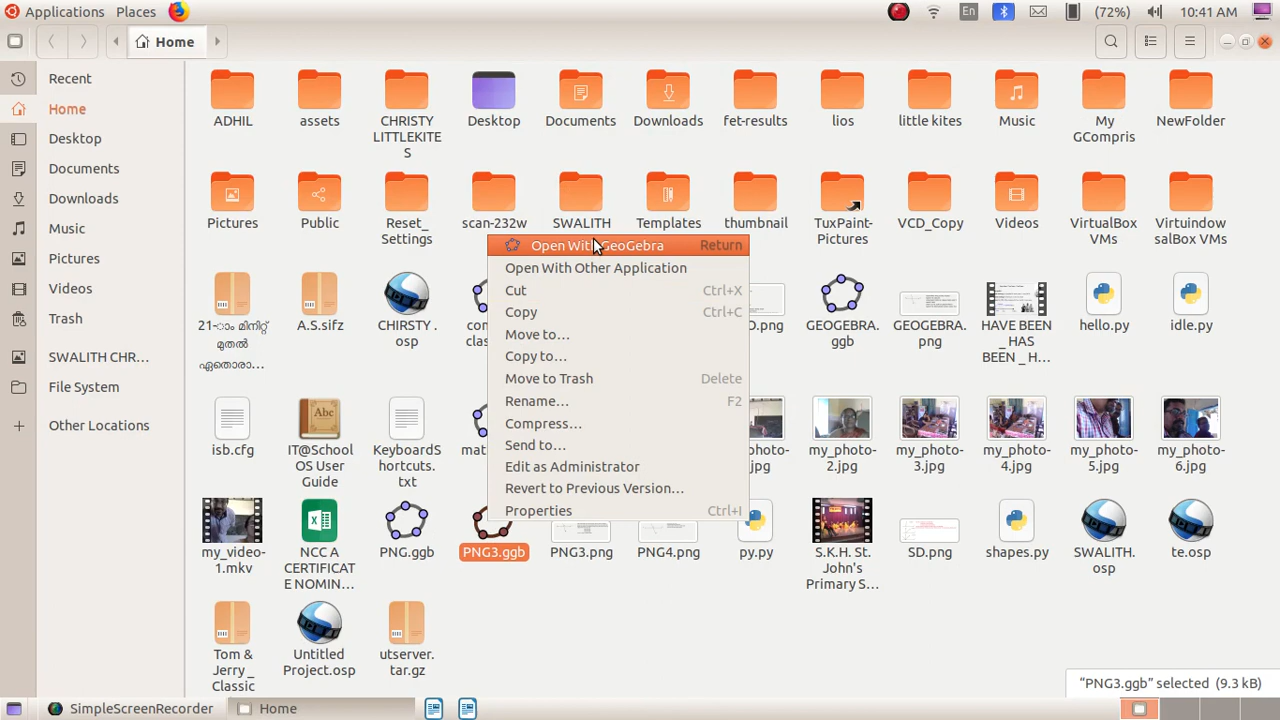 Applications Places En (72%) 10:41 AM
Home
Recent
Home
Desktop
Documents
Downloads
Music
Pictures
Videos
Trash
SWALITH CHR...
File System
Other Locations
ADHIL
assets
CHRISTY
LITTLEKITE
S
Desktop
Documents
Downloads
fet-results
lios
little kites
Music
My
GCompris
NewFolder
Pictures
Public
Reset_
Settings
scan-232w
SWALITH
Templates
thumbnail
TuxPaint-
Pictures
VCD_Copy
Videos
VirtualBox
VMs
Virtuindow
salBox VMs
21-ാം മിനിറ്റ്
മുതൽ
ഏതൊരാ...
A.S.sifz
CHIRSTY .
osp
GEOGEBRA.
ggb
GEOGEBRA.
png
HAVE BEEN
_ HAS
BEEN _ H...
hello.py
idle.py
Open With GeoGebra Return
Open With Other Application
Cut Ctrl+X
Copy Ctrl+C
Move to...
Copy to...
Move to Trash Delete
Rename... F2
Compress...
Send to...
Edit as Administrator
Revert to Previous Version...
Properties Ctrl+I
isb.cfg
IT@School
OS User
Guide
KeyboardS
hortcuts.
txt
my_photo-
2.jpg
my_photo-
3.jpg
my_photo-
4.jpg
my_photo-
5.jpg
my_photo-
6.jpg
my_video-
1.mkv
NCC A
CERTIFICAT
E NOMIN...
PNG.ggb
PNG3.ggb
PNG3.png
PNG4.png
py.py
S.K.H. St.
John's
Primary S...
SD.png
shapes.py
SWALITH.
osp
te.osp
Tom &
Jerry _
Classic
Untitled
Project.osp
utserver.
tar.gz
“PNG3.ggb” selected (9.3 kB)
SimpleScreenRecorder
Home